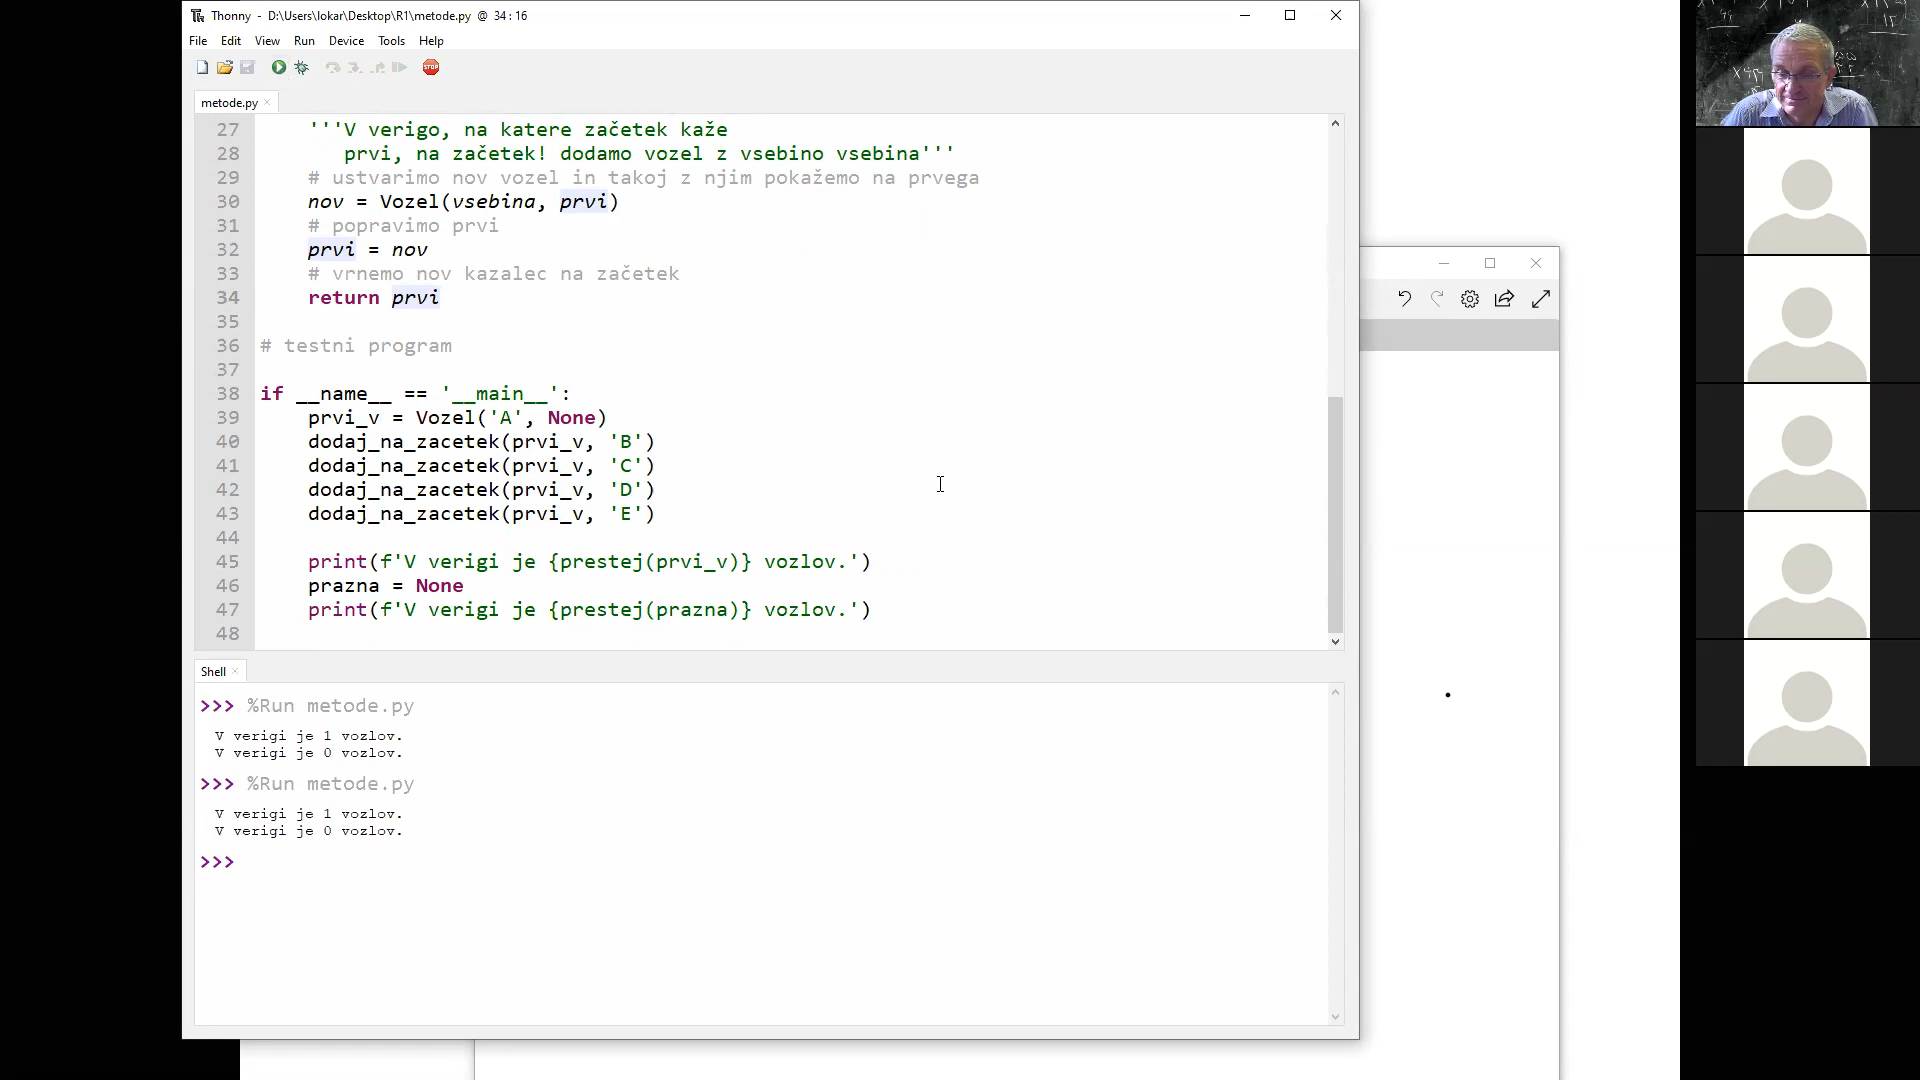 Thonny - D:\Users\lokar\Desktop\R1\metode.py @ 34:16
File Edit View Run Device Tools Help
STOP
metode.py
27 '''V verigo, na katere začetek kaže
28 prvi, na začetek! dodamo vozel z vsebino vsebina'''
29 # ustvarimo nov vozel in takoj z njim pokažemo na prvega
30 nov = Vozel(vsebina, prvi)
31 # popravimo prvi
32 prvi = nov
33 # vrnemo nov kazalec na začetek
34 return prvi
35
36 # testni program
37
38 if __name__ == '__main__':
39 prvi_v = Vozel('A', None)
40 dodaj_na_zacetek(prvi_v, 'B')
41 dodaj_na_zacetek(prvi_v, 'C')
42 dodaj_na_zacetek(prvi_v, 'D')
43 dodaj_na_zacetek(prvi_v, 'E')
44
45 print(f'V verigi je {prestej(prvi_v)} vozlov.')
46 prazna = None
47 print(f'V verigi je {prestej(prazna)} vozlov.')
48
Shell
>>> %Run metode.py
V verigi je 1 vozlov.
V verigi je 0 vozlov.
>>> %Run metode.py
V verigi je 1 vozlov.
V verigi je 0 vozlov.
>>>